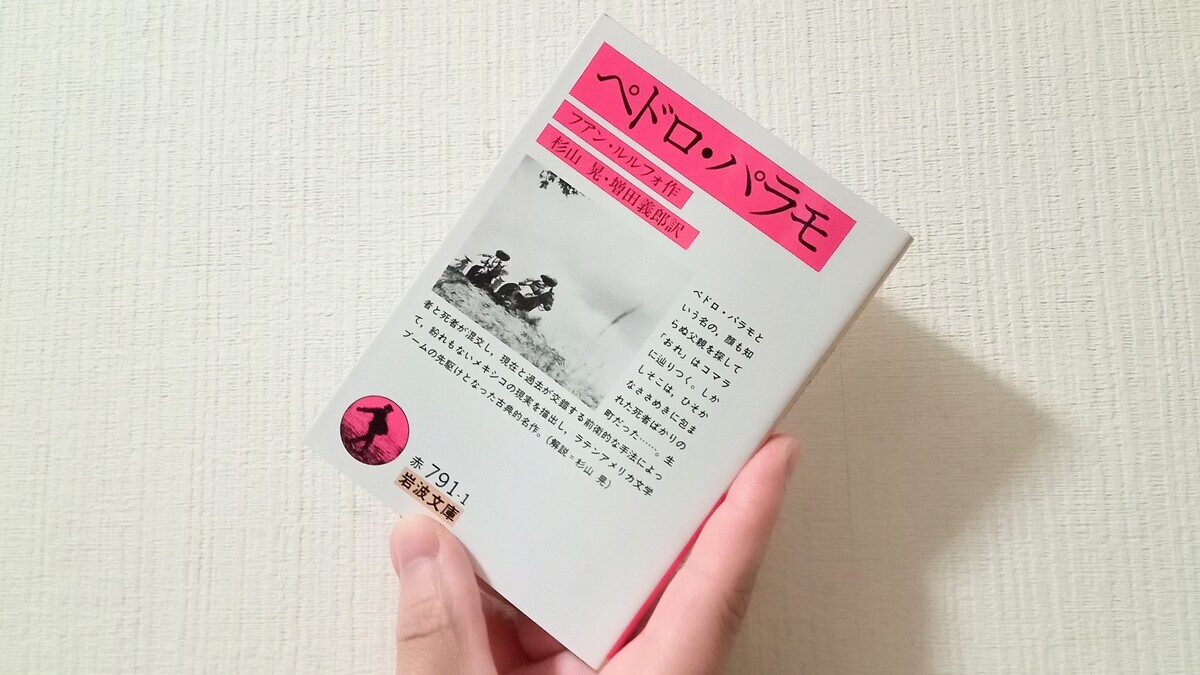 ペドロ・パラモ
フアン・ルルフォ作
杉山 晃・増田義郎訳
ペドロ・パラモと
いう名の，顔も知
らぬ父親を探して
「おれ」はコマラ
に辿りつく。しか
しそこは，ひそか
なささめきに包ま
れた死者ばかりの
町だった……。生
者と死者が混交し，現在と過去が交錯する前衛的な手法によっ
て，紛れもないメキシコの現実を描出し，ラテンアメリカ文学
ブームの先駆けとなった古典的名作。（解説＝杉山 晃）
赤 791-1
岩波文庫